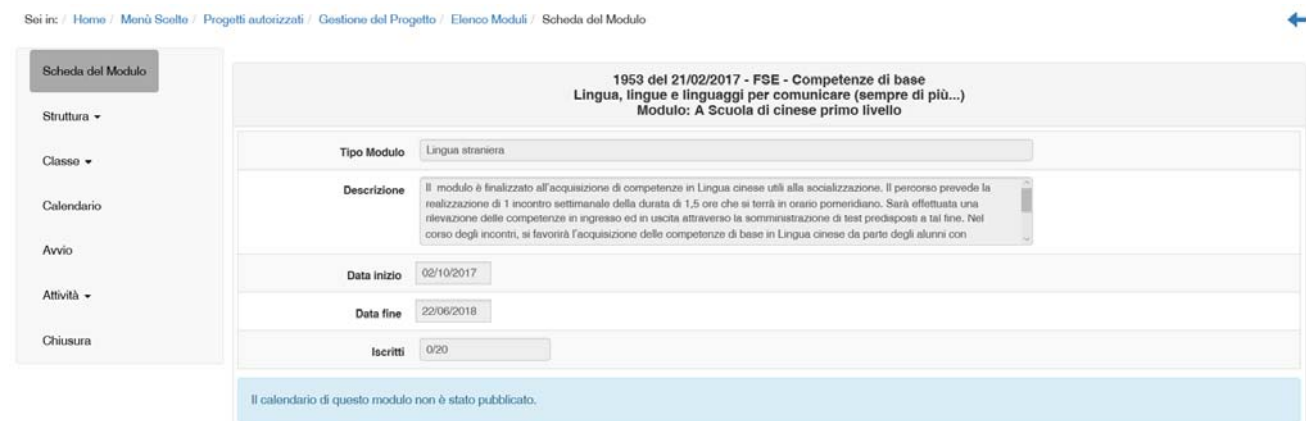 Sei in: / Home / Menù Scelte / Progetti autorizzati / Gestione del Progetto / Elenco Moduli / Scheda del Modulo
Scheda del Modulo
Struttura
Classe
Calendario
Avvio
Attività
Chiusura
1953 del 21/02/2017 - FSE - Competenze di base
Lingua, lingue e linguaggi per comunicare (sempre di più...)
Modulo: A Scuola di cinese primo livello
Tipo Modulo Lingua straniera
Descrizione Il modulo è finalizzato all'acquisizione di competenze in Lingua cinese utili alla socializzazione. Il percorso prevede la
realizzazione di 1 incontro settimanale della durata di 1,5 ore che si terrà in orario pomeridiano. Sarà effettuata una
rilevazione delle competenze in ingresso ed in uscita attraverso la somministrazione di test predisposti a tal fine. Nel
corso degli incontri, si favorirà l'acquisizione delle competenze di base in Lingua cinese da parte degli alunni con
Data inizio 02/10/2017
Data fine 22/06/2018
Iscritti 0/20
Il calendario di questo modulo non è stato pubblicato.